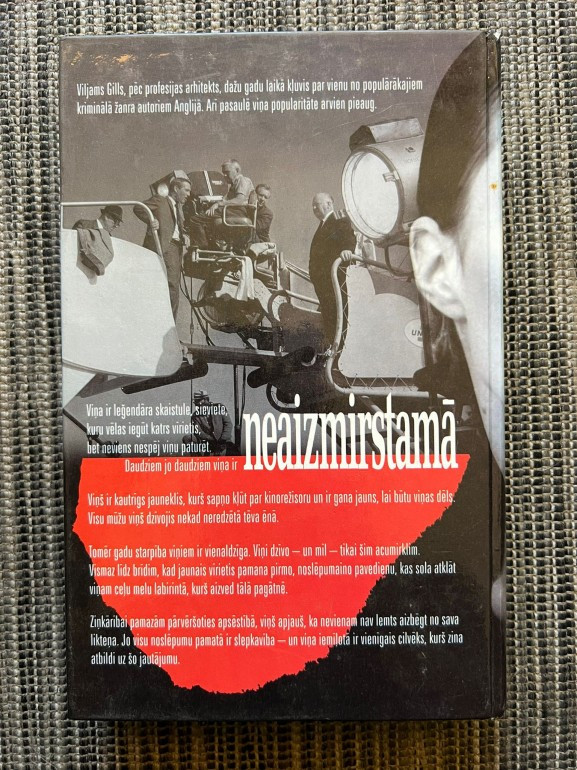 Viljams Gills, pēc profesijas arhitekts, dažu gadu laikā kļuvis par vienu no populārākajiem
kriminālā žanra autoriem Anglijā. Arī pasaulē viņa popularitāte arvien pieaug.
UN
Viņa ir leģendāra skaistule, sieviete,
kuru vēlas iegūt katrs vīrietis,
bet neviens nespēj viņu paturēt.
Daudziem jo daudziem viņa ir neaizmirstamā
Viņš ir kautrīgs jauneklis, kurš sapņo kļūt par kinorežisoru un ir gana jauns, lai būtu viņas dēls.
Visu mūžu viņš dzīvojis nekad neredzētā tēva ēnā.
Tomēr gadu starpība viņiem ir vienaldzīga. Viņi dzīvo — un mīl — tikai šim acumirklim.
Vismaz līdz brīdim, kad jaunais vīrietis pamana pirmo, noslēpumaino pavedienu, kas sola atklāt
viņam ceļu melu labirintā, kurš aizved tālā pagātnē.
Ziņkārībai pamazām pārvēršoties apsēstībā, viņš apjauš, ka nevienam nav lemts aizbēgt no sava
likteņa. Jo visu noslēpumu pamatā ir slepkavība — un viņa iemīļotā ir vienīgais cilvēks, kurš zina
atbildi uz šo jautājumu.